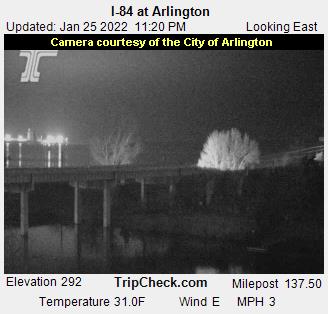 I-84 at Arlington
Updated: Jan 25 2022 11:20 PM Looking East
Camera courtesy of the City of Arlington
Elevation 292 TripCheck.com Milepost 137.50
Temperature 31.0F Wind E MPH 3